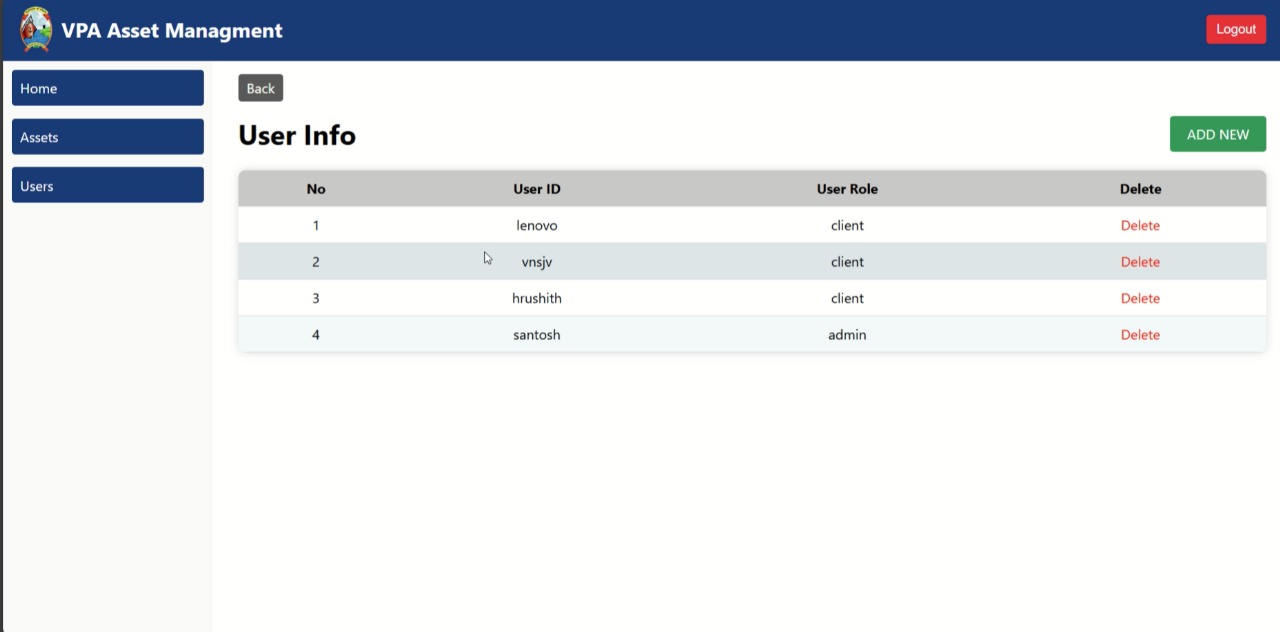 VPA Asset Managment
Logout
Home
Assets
Users
Back
User Info
ADD NEW
No User ID User Role Delete
1 lenovo client Delete
2 vnsjv client Delete
3 hrushith client Delete
4 santosh admin Delete